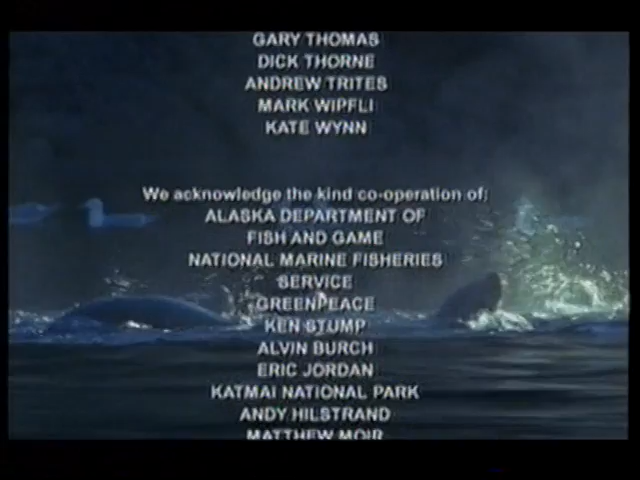 GARY THOMAS
DICK THORNE
ANDREW TRITES
MARK WIPFLI
KATE WYNN
We acknowledge the kind co-operation of:
ALASKA DEPARTMENT OF
FISH AND GAME
NATIONAL MARINE FISHERIES
SERVICE
GREENPEACE
KEN STUMP
ALVIN BURCH
ERIC JORDAN
KATMAI NATIONAL PARK
ANDY HILSTRAND
MATTHEW MOIR